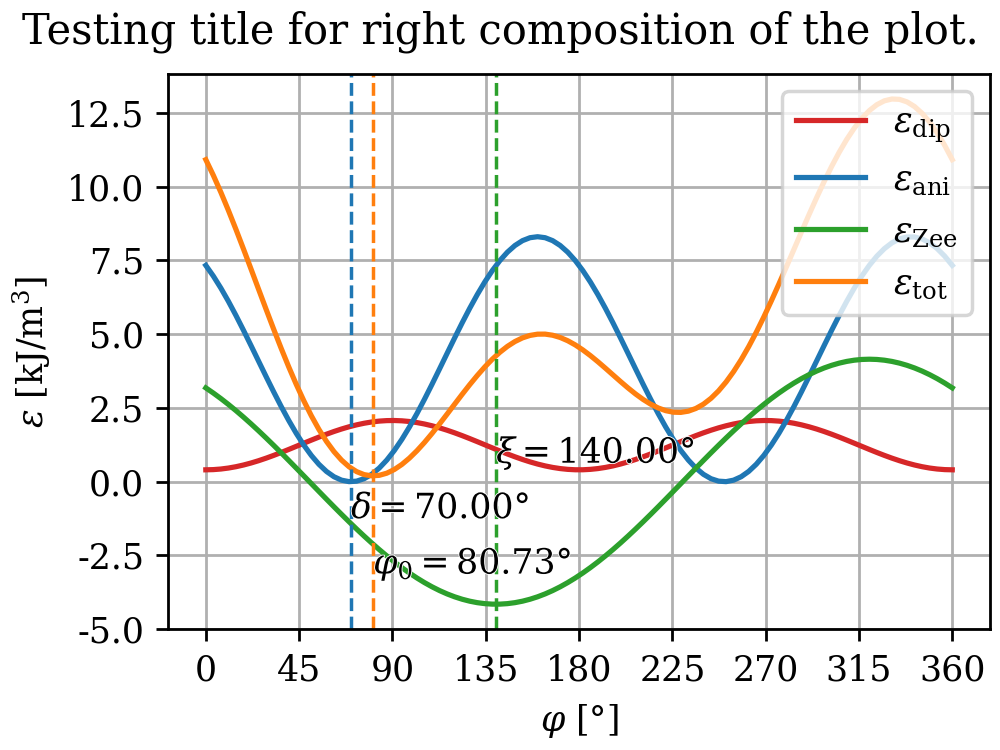 Testing title for right composition of the plot.
ε [kJ/m³]
12.5
10.0
7.5
5.0
2.5
0.0
-2.5
-5.0
ε_dip
ε_ani
ε_Zee
ε_tot
ξ = 140.00°
δ = 70.00°
φ₀ = 80.73°
0 45 90 135 180 225 270 315 360
φ [°]